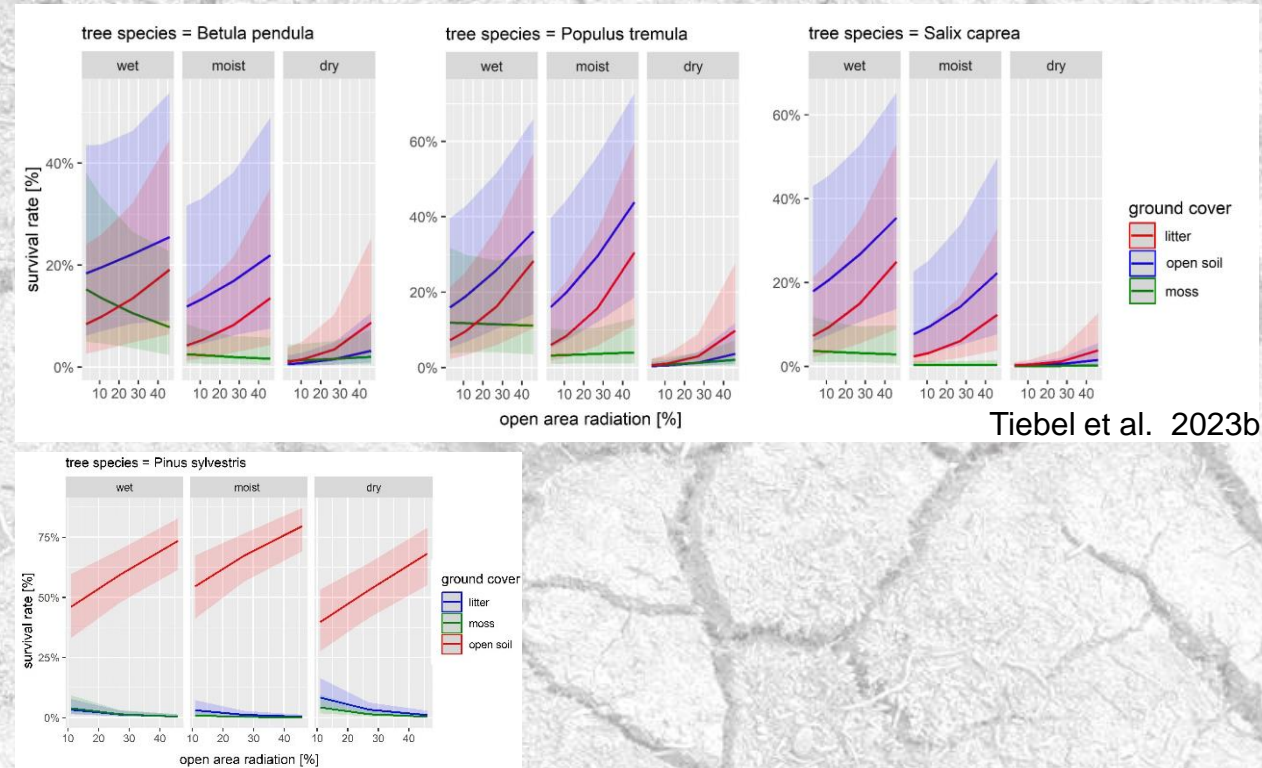 tree species = Betula pendula
tree species = Populus tremula
tree species = Salix caprea
wet moist dry
wet moist dry
wet moist dry
survival rate [%]
40%
20%
0%
60%
40%
20%
0%
60%
40%
20%
0%
10 20 30 40 10 20 30 40 10 20 30 40
10 20 30 40 10 20 30 40 10 20 30 40
10 20 30 40 10 20 30 40 10 20 30 40
open area radiation [%]
ground cover
litter
open soil
moss
Tiebel et al. 2023b
tree species = Pinus sylvestris
wet moist dry
survival rate [%]
75%
50%
25%
0%
10 20 30 40 10 20 30 40 10 20 30 40
open area radiation [%]
ground cover
litter
moss
open soil